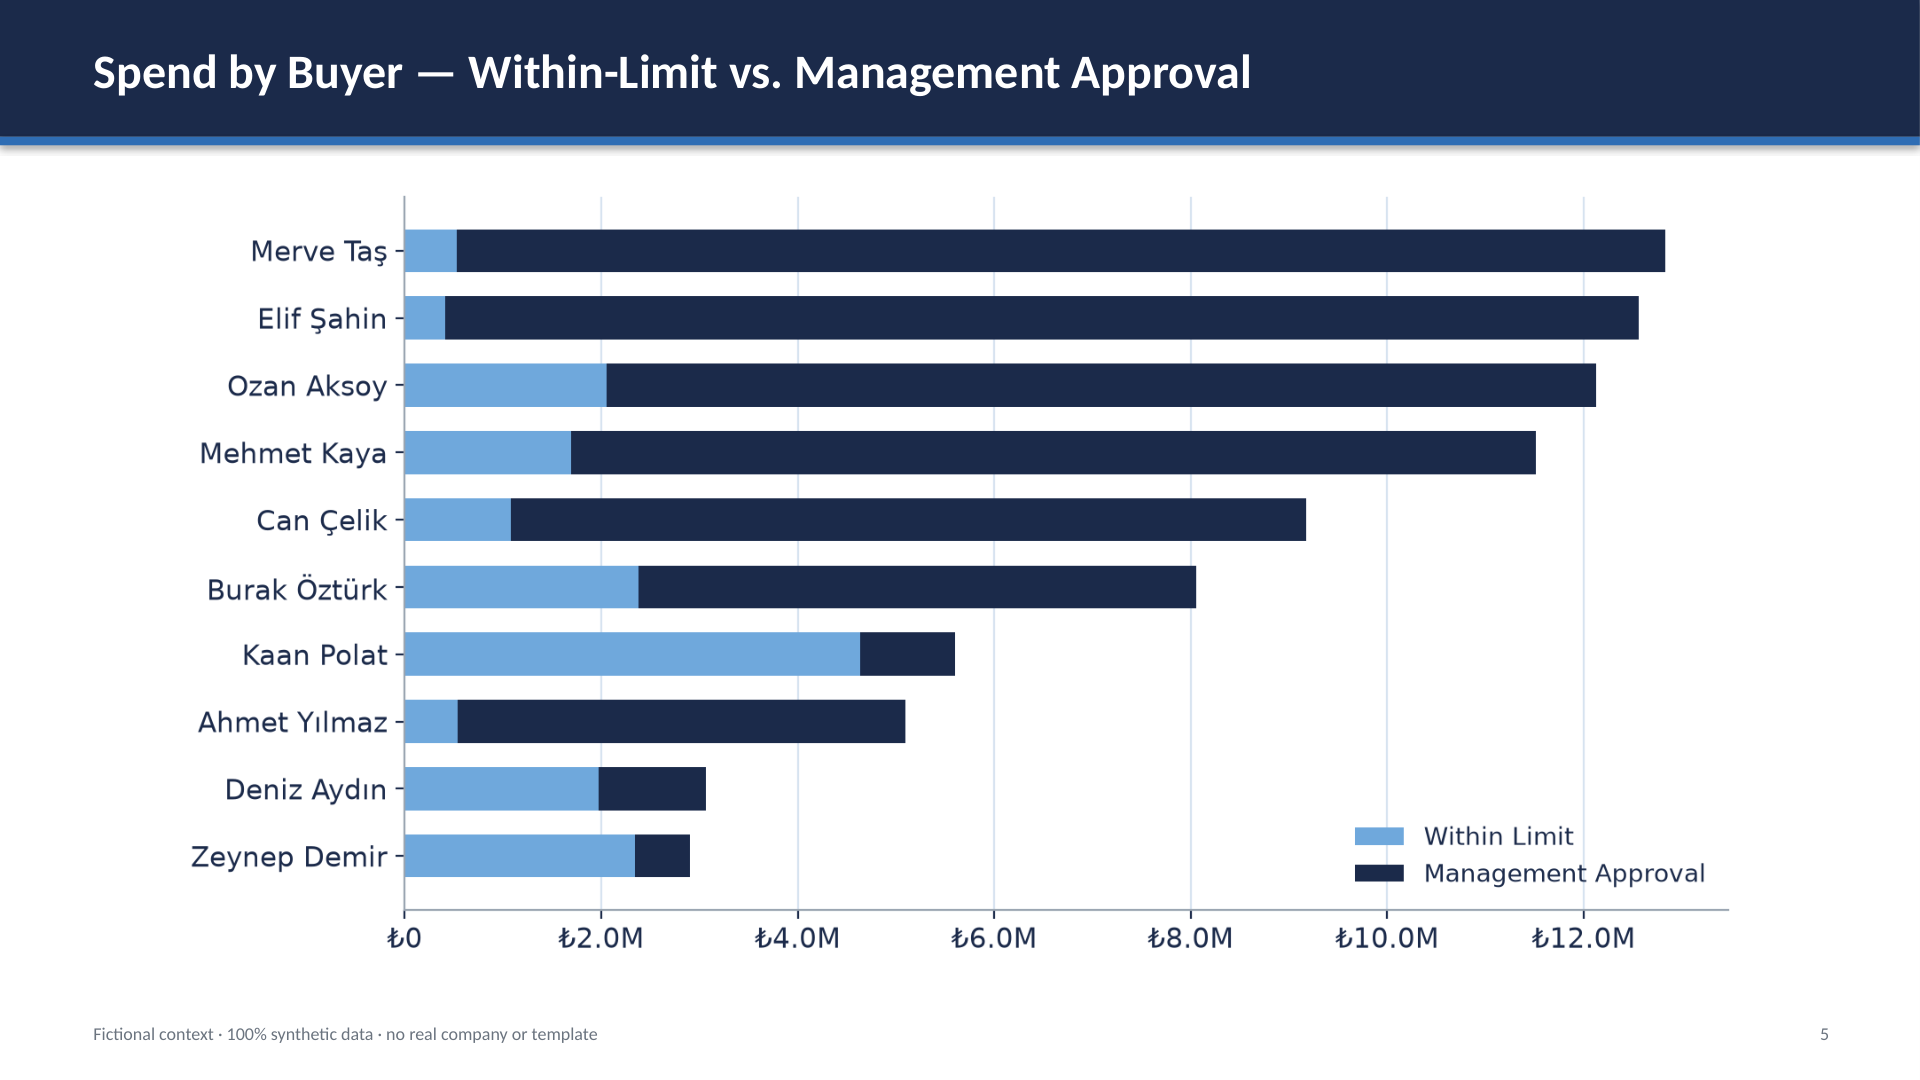 Spend by Buyer — Within-Limit vs. Management Approval
Merve Taş
Elif Şahin
Ozan Aksoy
Mehmet Kaya
Can Çelik
Burak Öztürk
Kaan Polat
Ahmet Yılmaz
Deniz Aydın
Zeynep Demir
Within Limit
Management Approval
₺0 ₺2.0M ₺4.0M ₺6.0M ₺8.0M ₺10.0M ₺12.0M
Fictional context · 100% synthetic data · no real company or template 5